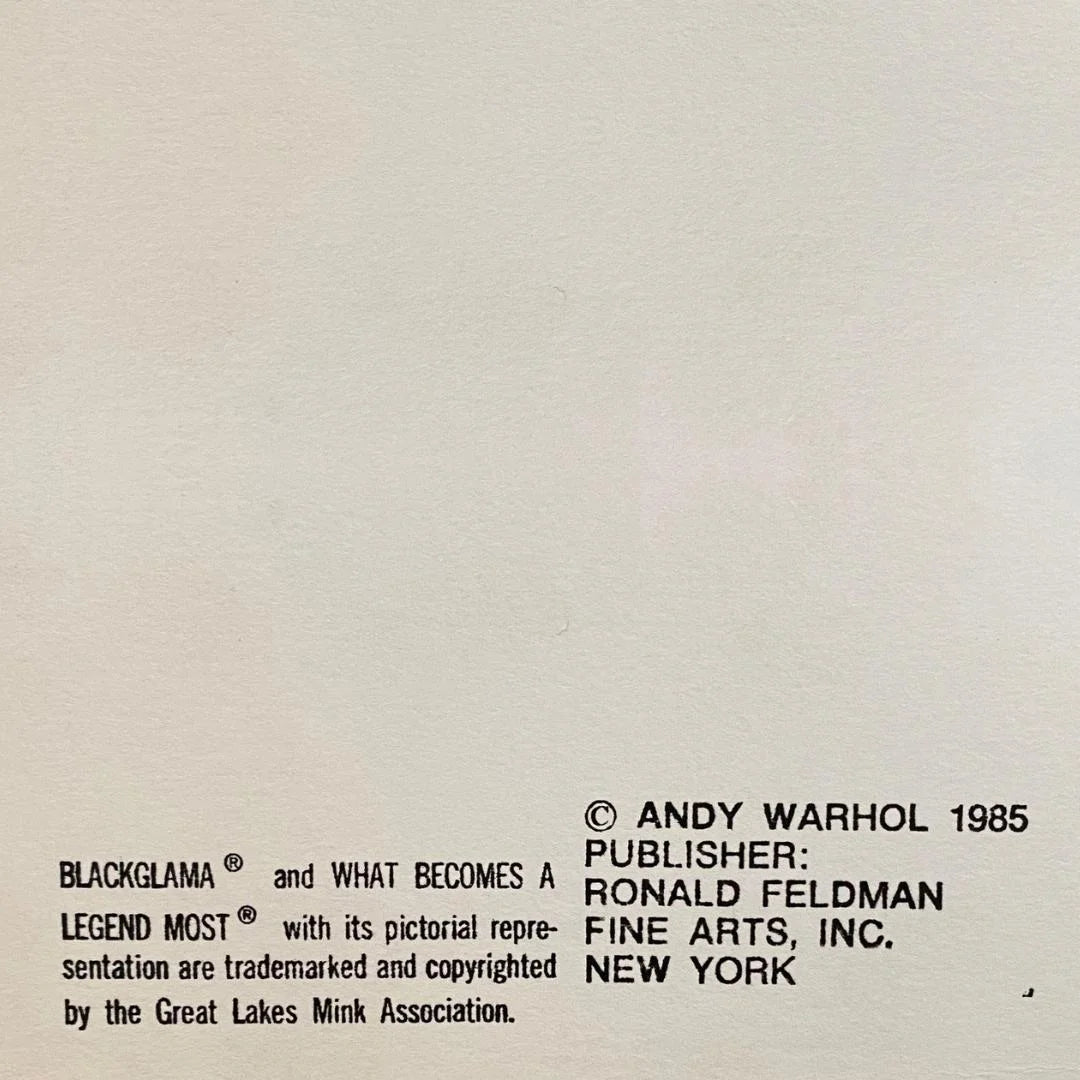 BLACKGLAMA ® and WHAT BECOMES A
LEGEND MOST ® with its pictorial repre-
sentation are trademarked and copyrighted
by the Great Lakes Mink Association.
© ANDY WARHOL 1985
PUBLISHER:
RONALD FELDMAN
FINE ARTS, INC.
NEW YORK